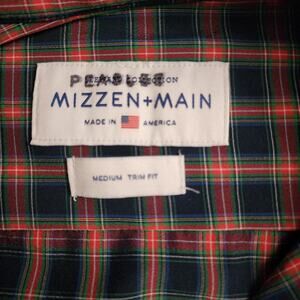 COLLECTION
MIZZEN+MAIN
MADE IN AMERICA
MEDIUM TRIM FIT